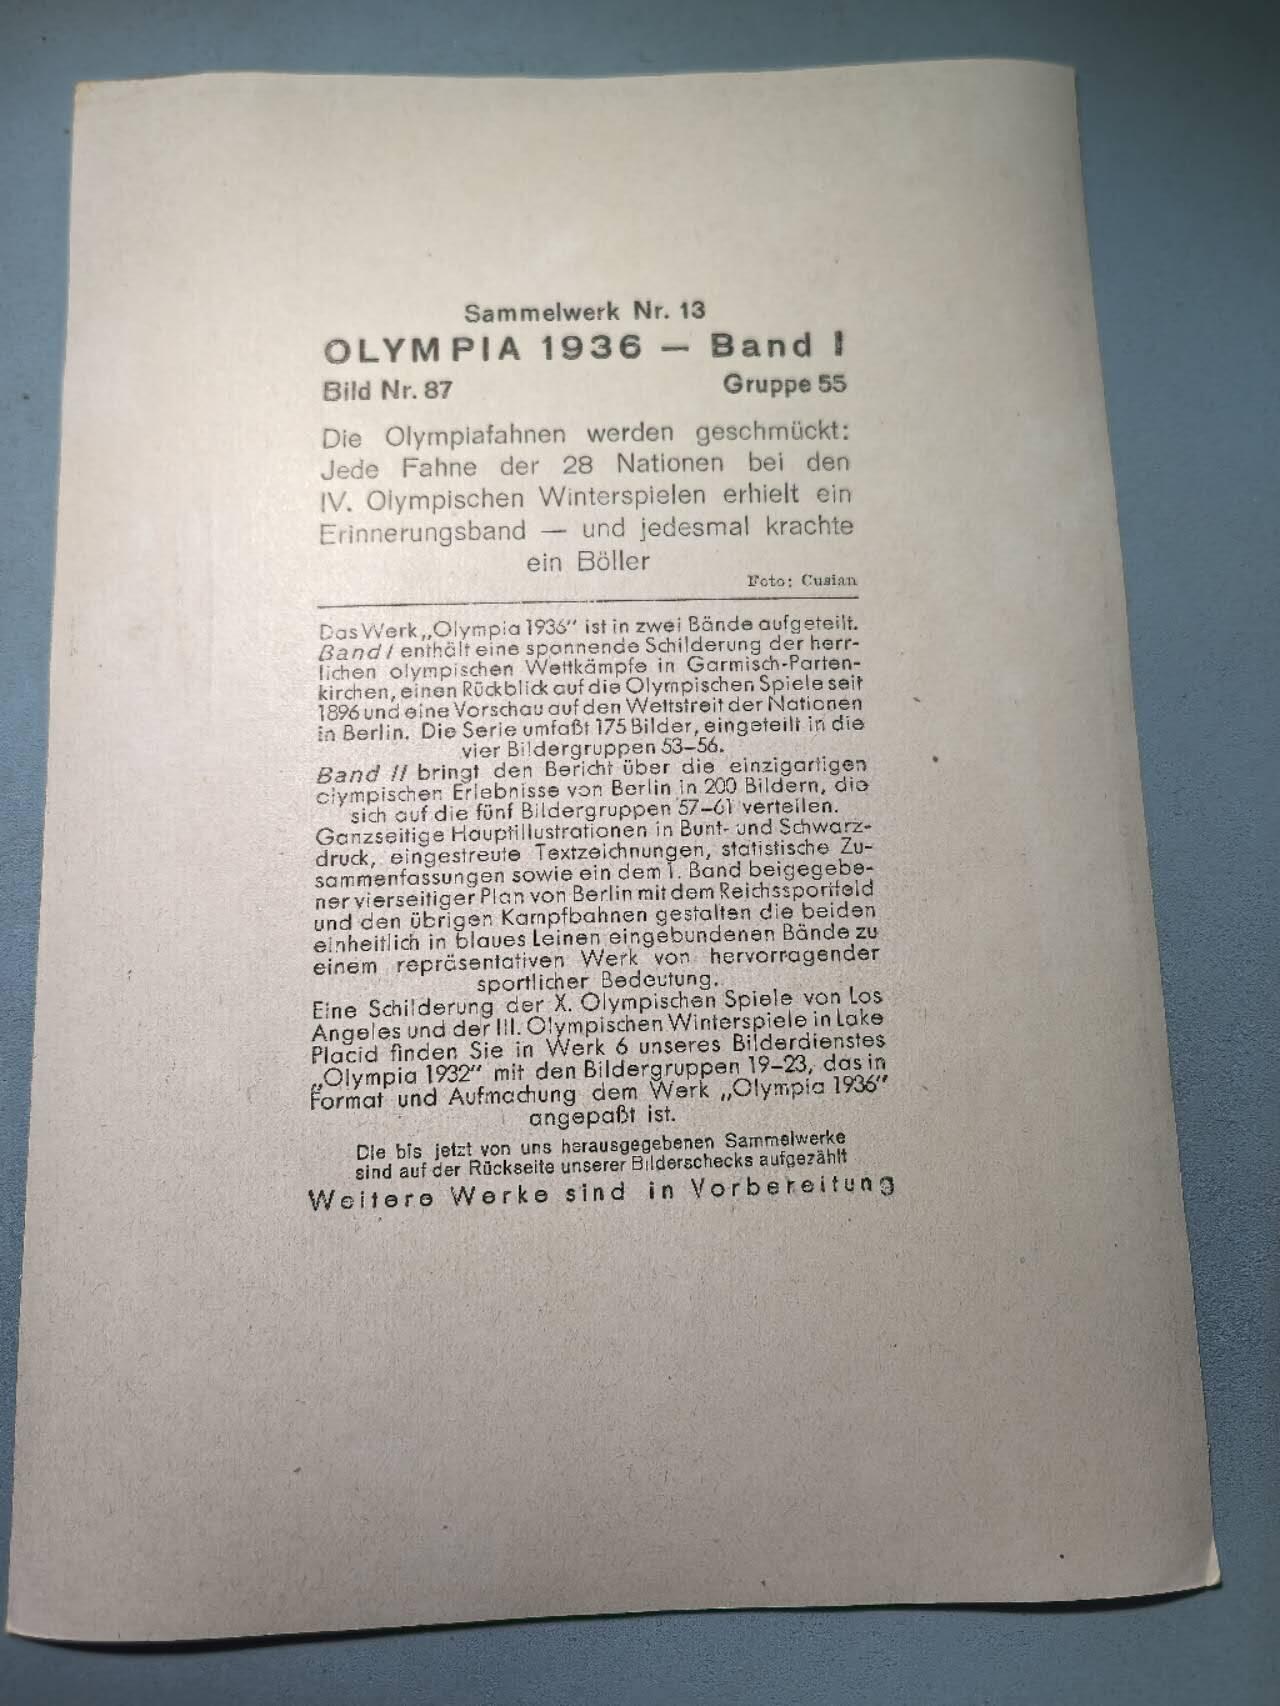 Sammelwerk Nr. 13
OLYMPIA 1936 — Band I
Bild Nr. 87 Gruppe 55
Die Olympiafahnen werden geschmückt:
Jede Fahne der 28 Nationen bei den
IV. Olympischen Winterspielen erhielt ein
Erinnerungsband — und jedesmal krachte
ein Böller
Foto: Cusian
Das Werk „Olympia 1936" ist in zwei Bände aufgeteilt.
Band I enthält eine spannende Schilderung der herr-
lichen olympischen Wettkämpfe in Garmisch-Parten-
kirchen, einen Rückblick auf die Olympischen Spiele seit
1896 und eine Vorschau auf den Wettstreit der Nationen
in Berlin. Die Serie umfaßt 175 Bilder, eingeteilt in die
vier Bildergruppen 53–56.
Band II bringt den Bericht über die einzigartigen
olympischen Erlebnisse von Berlin in 200 Bildern, die
sich auf die fünf Bildergruppen 57–61 verteilen.
Ganzseitige Hauptillustrationen in Bunt- und Schwarz-
druck, eingestreute Textzeichnungen, statistische Zu-
sammenfassungen sowie ein dem 1. Band beigegebe-
ner vierseitiger Plan von Berlin mit dem Reichssportfeld
und den übrigen Kampfbahnen gestalten die beiden
einheitlich in blaues Leinen eingebundenen Bände zu
einem repräsentativen Werk von hervorragender
sportlicher Bedeutung.
Eine Schilderung der X. Olympischen Spiele von Los
Angeles und der III. Olympischen Winterspiele in Lake
Placid finden Sie in Werk 6 unseres Bilderdienstes
„Olympia 1932" mit den Bildergruppen 19–23, das in
Format und Aufmachung dem Werk „Olympia 1936"
angepaßt ist.
Die bis jetzt von uns herausgegebenen Sammelwerke
sind auf der Rückseite unserer Bilderschecks aufgezählt
Weitere Werke sind in Vorbereitung